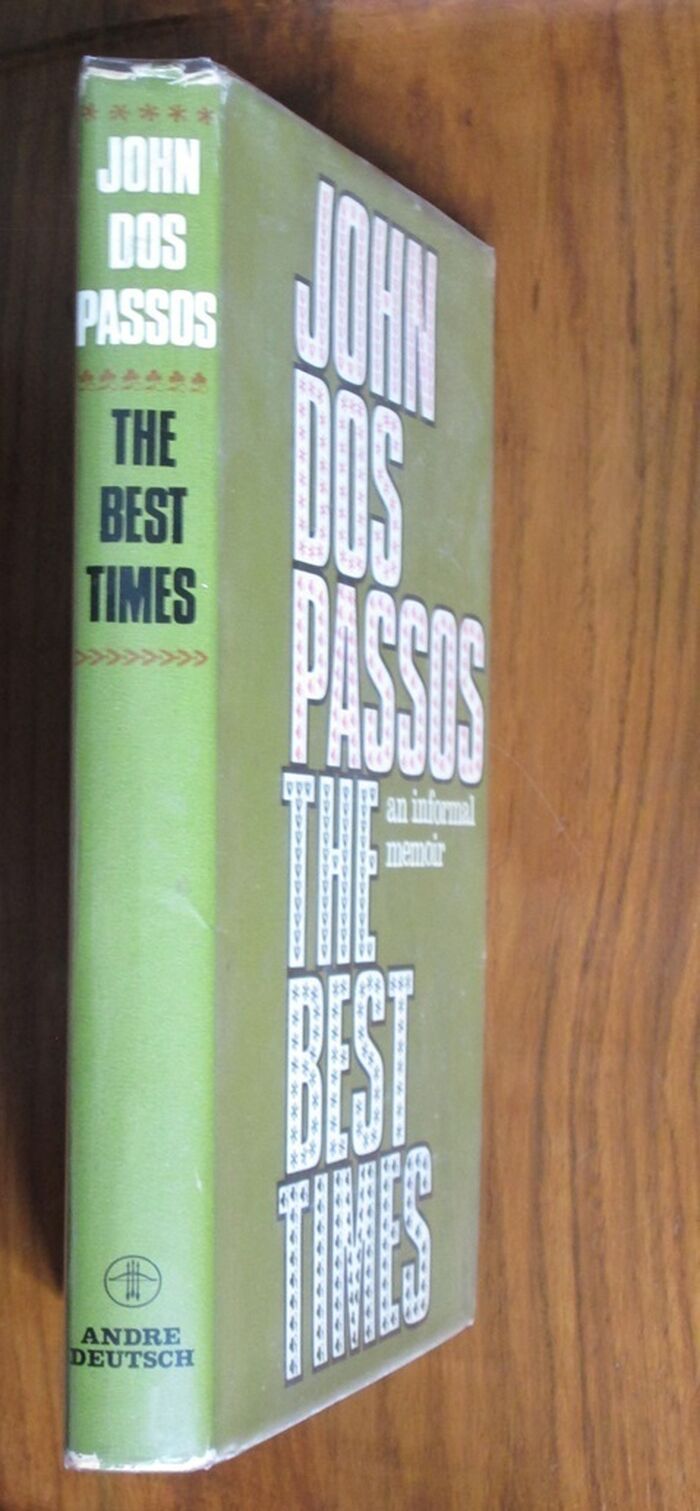 JOHN
DOS
PASSOS
THE
BEST
TIMES
ANDRE
DEUTSCH
JOHN
DOS
PASSOS
THE
an informal
memoir
BEST
TIMES